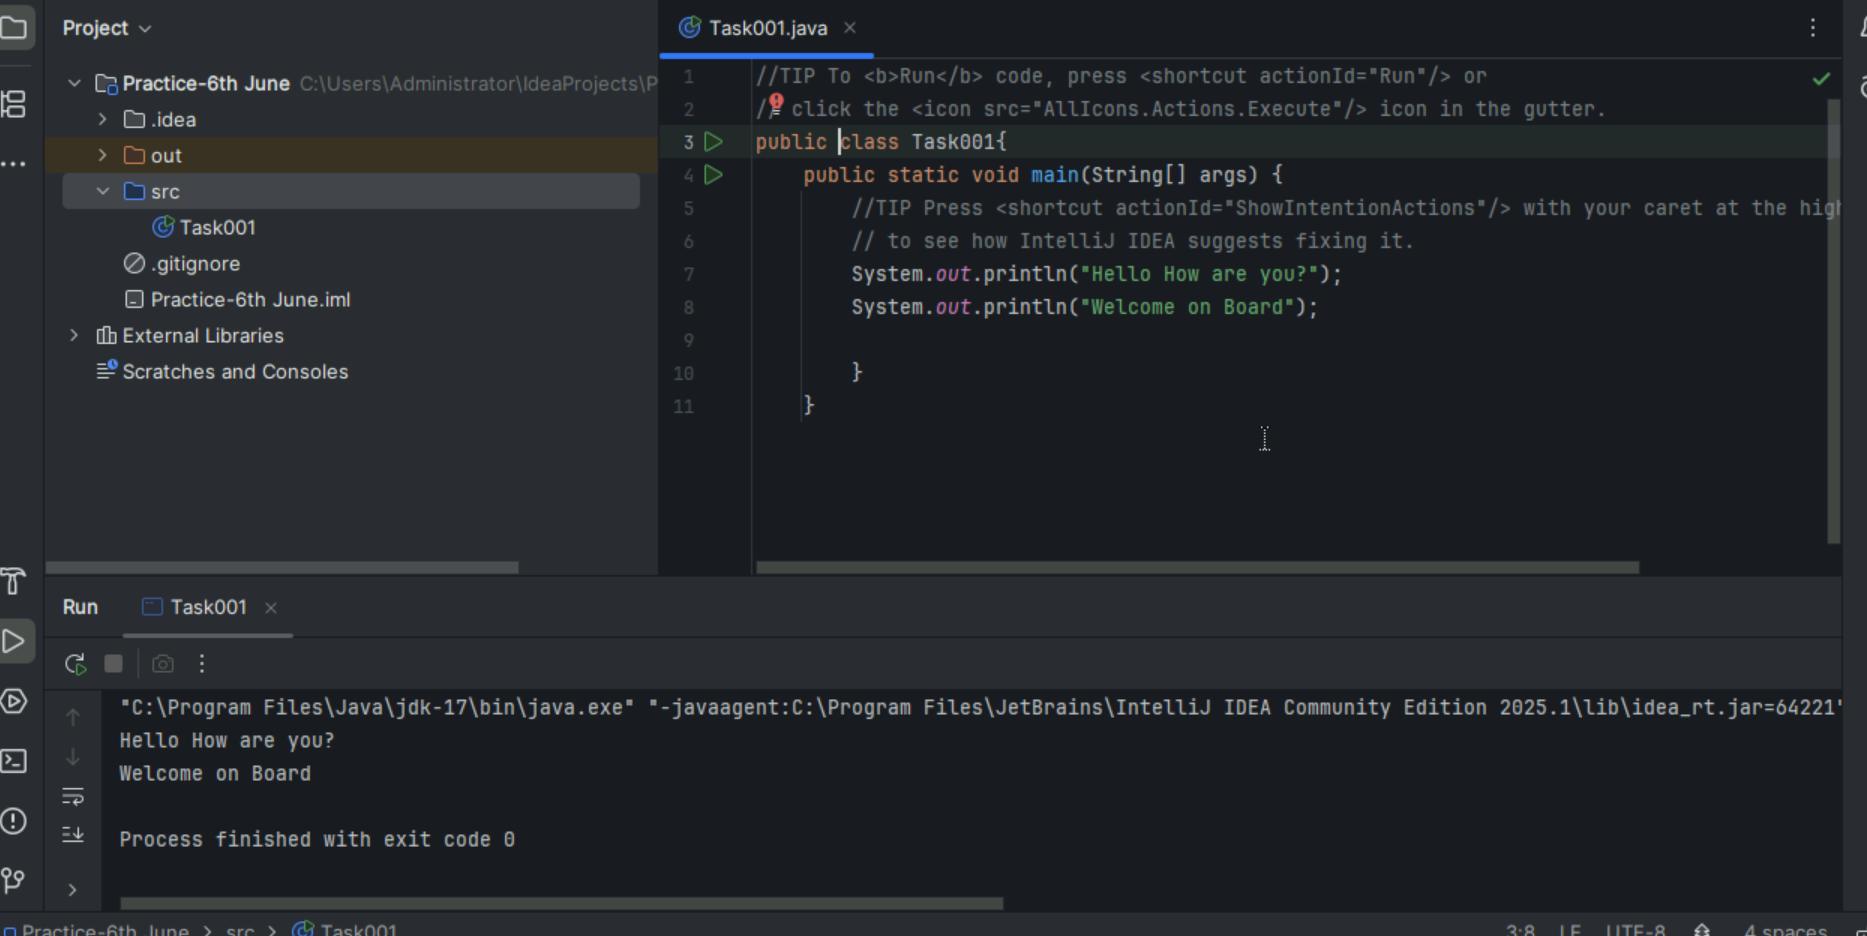 Project
Practice-6th June C:\Users\Administrator\IdeaProjects\P
.idea
out
src
Task001
.gitignore
Practice-6th June.iml
External Libraries
Scratches and Consoles
Task001.java
1 //TIP To <b>Run</b> code, press <shortcut actionId="Run"/> or
2 // click the <icon src="AllIcons.Actions.Execute"/> icon in the gutter.
3 public class Task001{
4 public static void main(String[] args) {
5 //TIP Press <shortcut actionId="ShowIntentionActions"/> with your caret at the hig
6 // to see how IntelliJ IDEA suggests fixing it.
7 System.out.println("Hello How are you?");
8 System.out.println("Welcome on Board");
9
10 }
11 }
Run Task001
"C:\Program Files\Java\jdk-17\bin\java.exe" "-javaagent:C:\Program Files\JetBrains\IntelliJ IDEA Community Edition 2025.1\lib\idea_rt.jar=64221"
Hello How are you?
Welcome on Board
Process finished with exit code 0
Practice-6th June > src > Task001 3:8 LF UTF-8 4 spaces